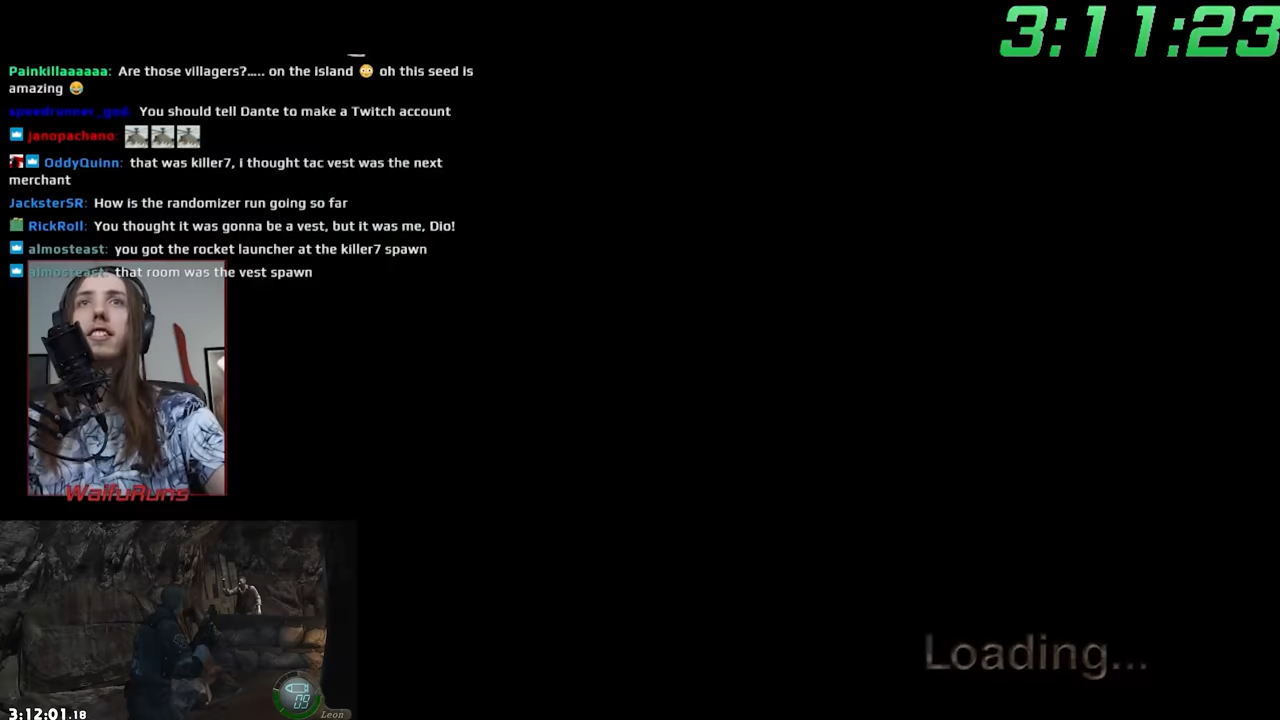 3:11:23
Painkillaaaaaa: Are those villagers?..... on the island 😳 oh this seed is
amazing 😂
speedrunner_god: You should tell Dante to make a Twitch account
janopachano:
OddyQuinn: that was killer7, i thought tac vest was the next
merchant
JacksterSR: How is the randomizer run going so far
RickRoll: You thought it was gonna be a vest, but it was me, Dio!
almosteast: you got the rocket launcher at the killer7 spawn
almosteast: that room was the vest spawn
WaifuRuns
09
Leon
3:12:01.18
Loading...